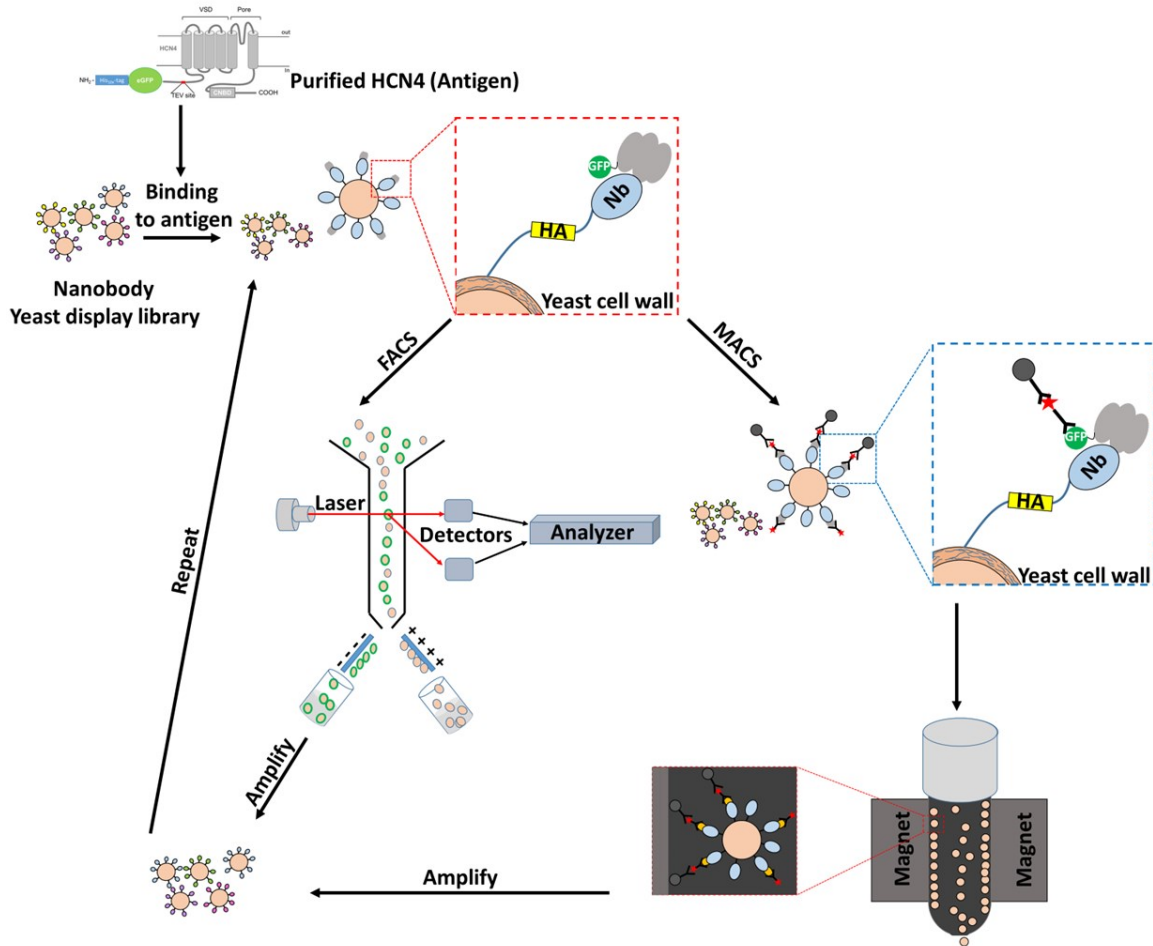 VSD
Pore
HCN4
out
in
NH₂-
eGFP
TEV site
CNBD
COOH
Purified HCN4 (Antigen)
Binding
to antigen
Nanobody
Yeast display library
GFP
Nb
HA
Yeast cell wall
FACS
MACS
GFP
Nb
HA
Yeast cell wall
Laser
Detectors
Analyzer
Repeat
- - - -
++++
Amplify
Amplify
Magnet
Magnet